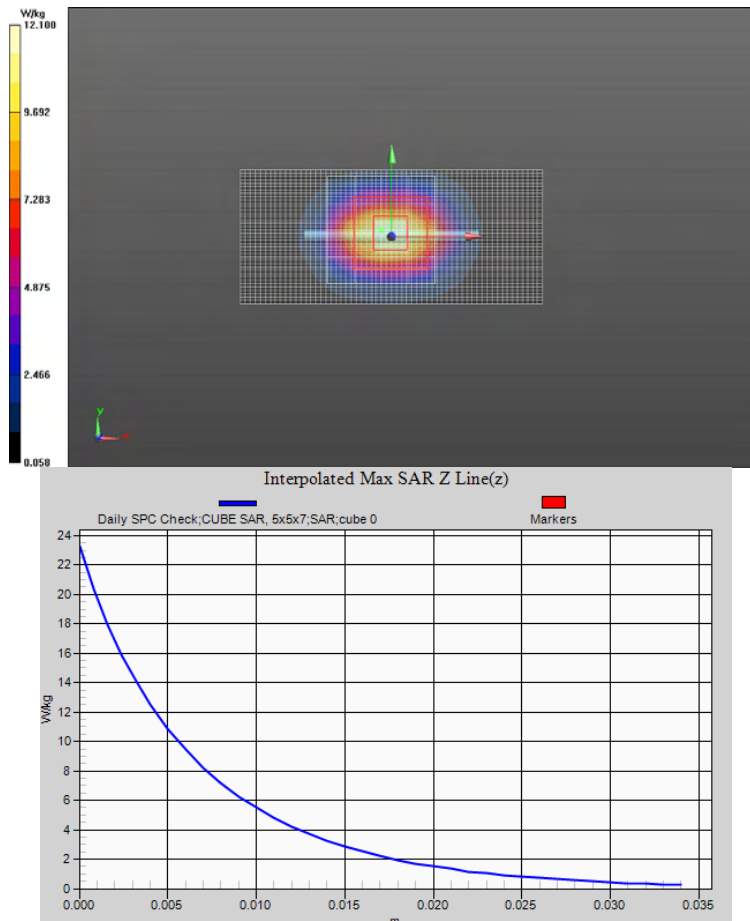 W/kg
12.100
9.692
7.283
4.875
2.466
0.058
y
x
Interpolated Max SAR Z Line(z)
Daily SPC Check;CUBE SAR, 5x5x7;SAR;cube 0
Markers
24
22
20
18
16
14
12
10
8
6
4
2
0
W/kg
0.000 0.005 0.010 0.015 0.020 0.025 0.030 0.035
m